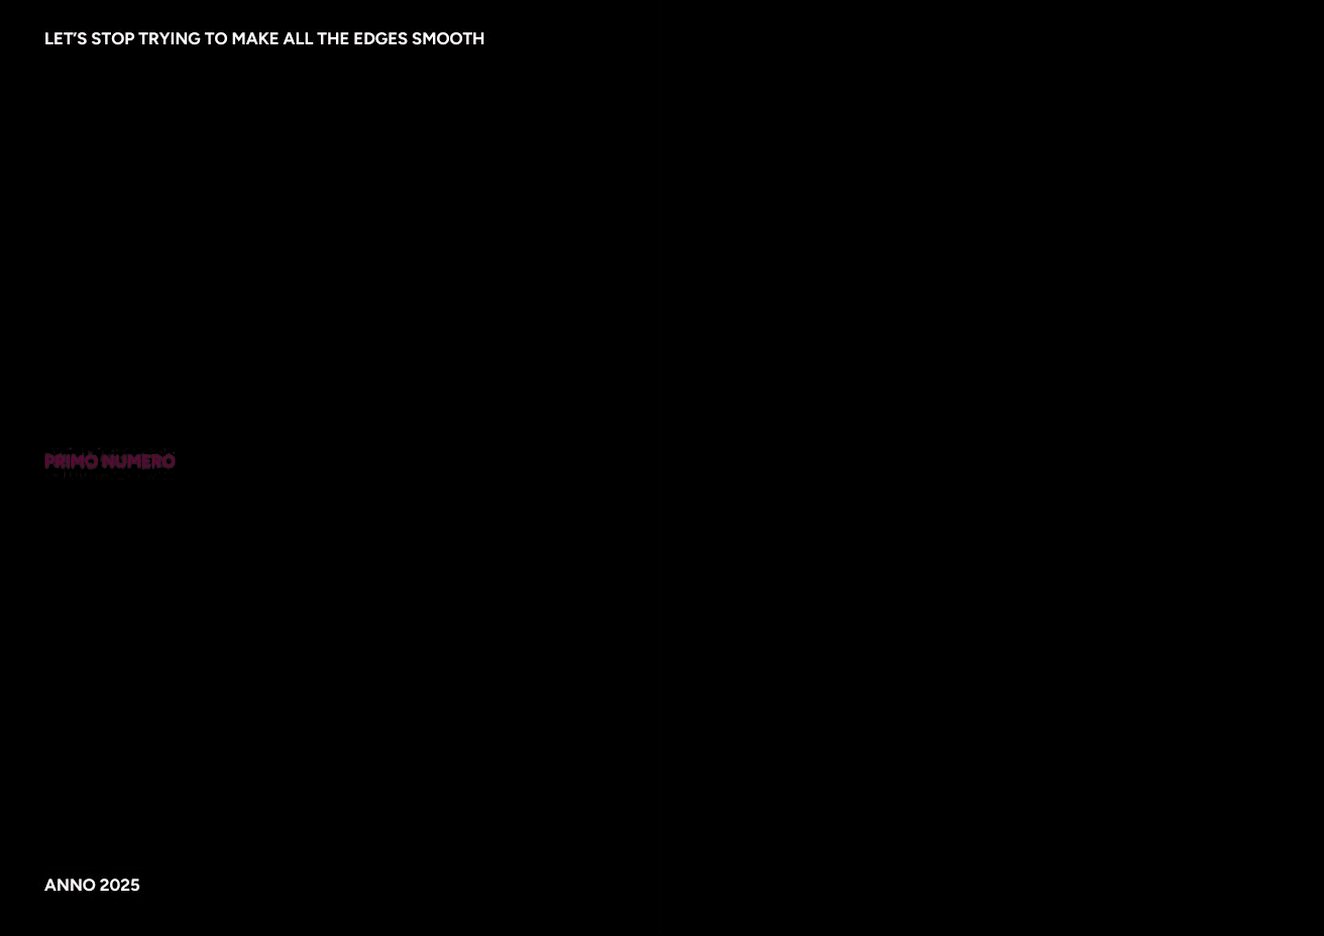 LET’S STOP TRYING TO MAKE ALL THE EDGES SMOOTH
PRIMO NUMERO
ANNO 2025